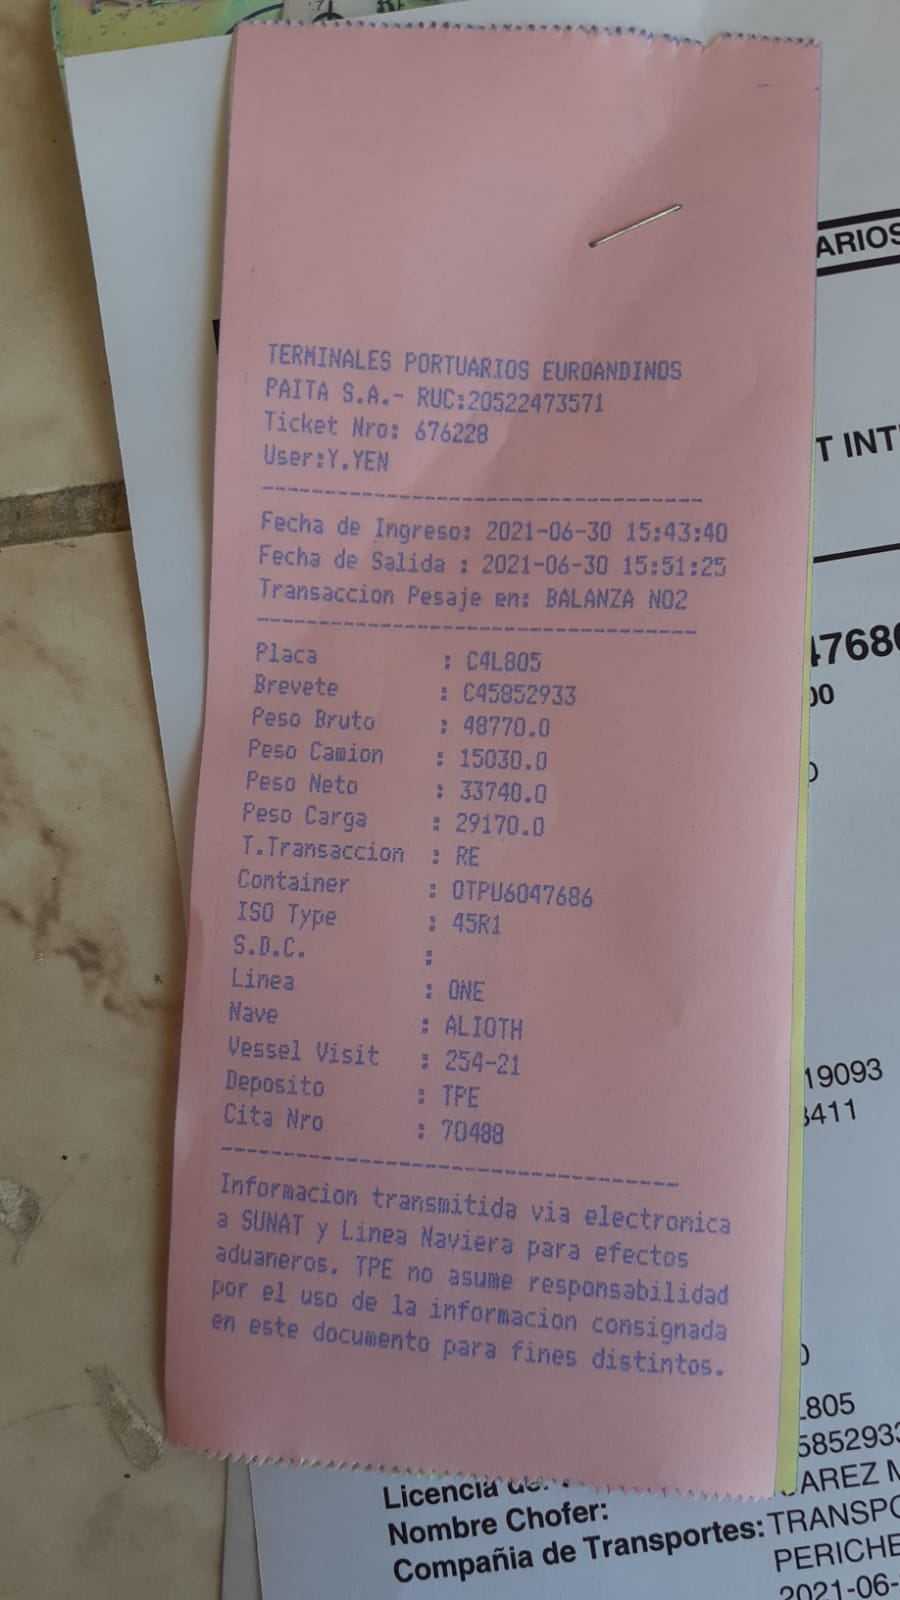 TERMINALES PORTUARIOS EUROANDINOS
PAITA S.A.- RUC:20522473571
Ticket Nro: 676228
User:Y.YEN
--------------------------------
Fecha de Ingreso: 2021-06-30 15:43:40
Fecha de Salida : 2021-06-30 15:51:25
Transaccion Pesaje en: BALANZA NO2
--------------------------------
Placa : C4L805
Brevete : C45852933
Peso Bruto : 48770.0
Peso Camion : 15030.0
Peso Neto : 33740.0
Peso Carga : 29170.0
T.Transaccion : RE
Container : OTPU6047686
ISO Type : 45R1
S.D.C. :
Linea : ONE
Nave : ALIOTH
Vessel Visit : 254-21
Deposito : TPE
Cita Nro : 70488
--------------------------------
Informacion transmitida via electronica
a SUNAT y Linea Naviera para efectos
aduaneros. TPE no asume responsabilidad
por el uso de la informacion consignada
en este documento para fines distintos.
ARIOS
T INT
4768
00
19093
3411
L805
585293
Licencia
AREZ M
Nombre Chofer:
Compañia de Transportes: TRANSPO
PERICHE
2021-06-